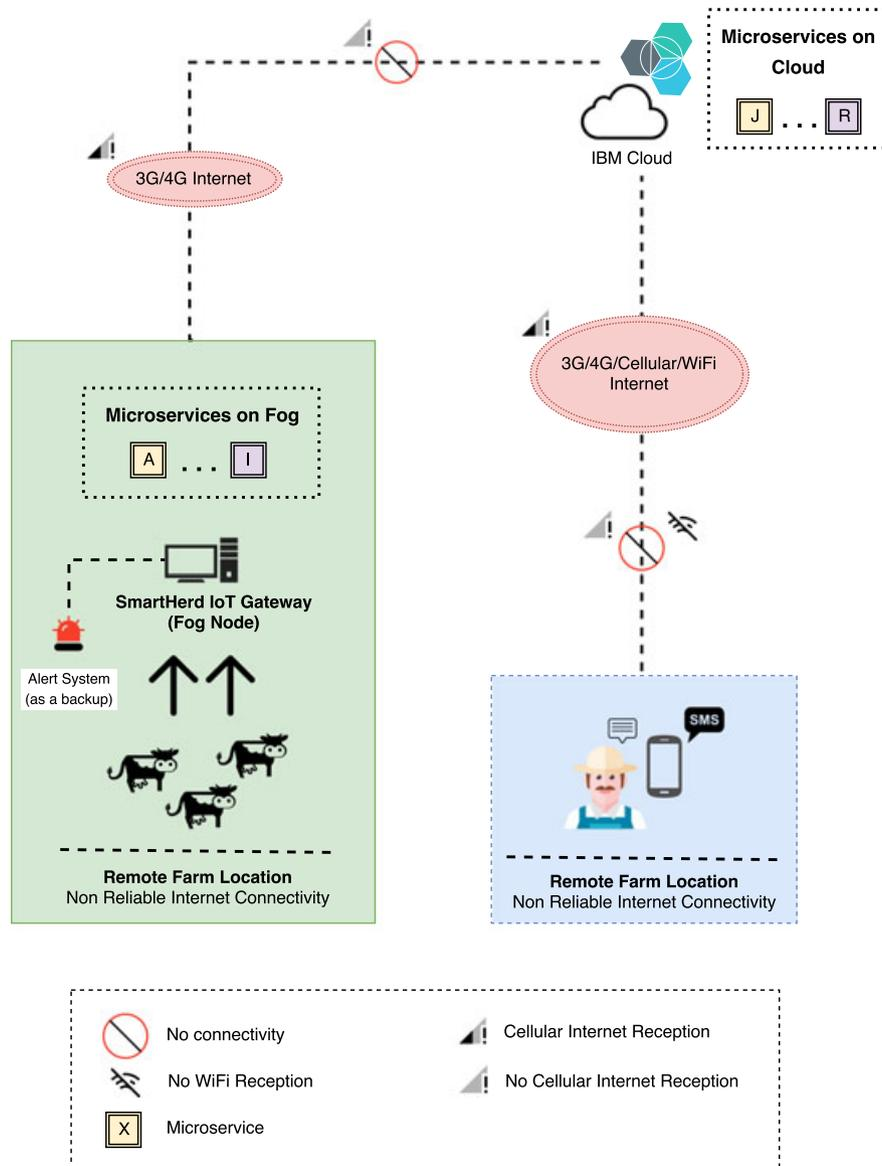 Microservices on
Cloud
J ... R
IBM Cloud
3G/4G Internet
3G/4G/Cellular/WiFi
Internet
Microservices on Fog
A ... I
SmartHerd IoT Gateway
(Fog Node)
Alert System
(as a backup)
SMS
Remote Farm Location
Non Reliable Internet Connectivity
Remote Farm Location
Non Reliable Internet Connectivity
No connectivity
Cellular Internet Reception
No WiFi Reception
No Cellular Internet Reception
X
Microservice